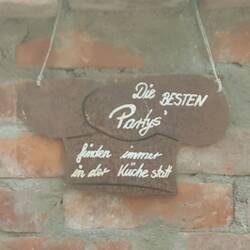 Die BESTEN
Partys'
finden immer
in der Küche statt